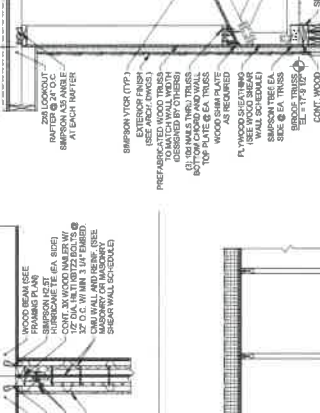 2X6 LOOKOUT
RAFTER @ 24" O.C.
SIMPSON A35 ANGLE
AT EACH RAFTER
SIMPSON VTCR (TYP.)
EXTERIOR FINISH
(SEE ARCH. DWGS.)
PREFABRICATED WOOD TRUSS
TO MATCH WALL WIDTH
(DESIGNED BY OTHERS)
(3) 10d NAILS THRU TRUSS
BOTTOM CHORD AND WALL
TOP PLATE @ EA. TRUSS
WOOD SHIM PLATE
AS REQUIRED
PLYWOOD SHEATHING
(SEE WOOD SHEAR
WALL SCHEDULE)
SIMPSON
SIDE @ EA. TRUSS
B/ROOF TRUSS
CONT. WOOD
WOOD BEAM (SEE
FRAMING PLAN)
SIMPSON H2.5T
HURRICANE TIE (EA. SIDE)
CONT. 3X WOOD NAILER W/
1/2" DIA. HILTI BOLTS @
32" O.C. W/ MIN 3 1/4" EMBED.
CMU WALL AND REINF. (SEE
MASONRY OR MASONRY
SHEAR WALL SCHEDULE)